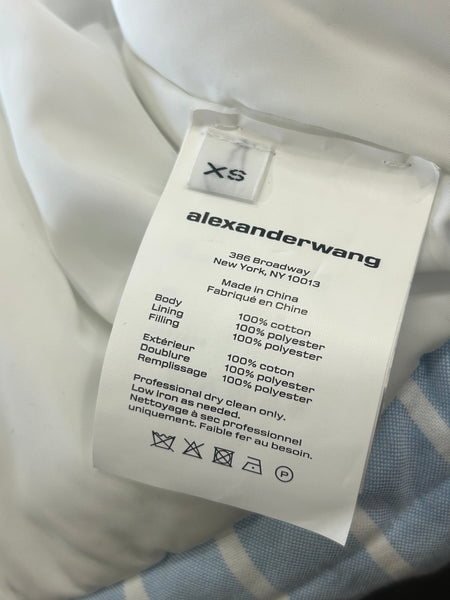 XS
alexanderwang
386 Broadway
New York, NY 10013
Made in China
Fabriqué en Chine
Body 100% cotton
Lining 100% polyester
Filling 100% polyester
Extérieur 100% coton
Doublure 100% polyester
Remplissage 100% polyester
Professional dry clean only.
Low iron as needed.
Nettoyage à sec professionnel
uniquement. Faible fer au besoin.
P